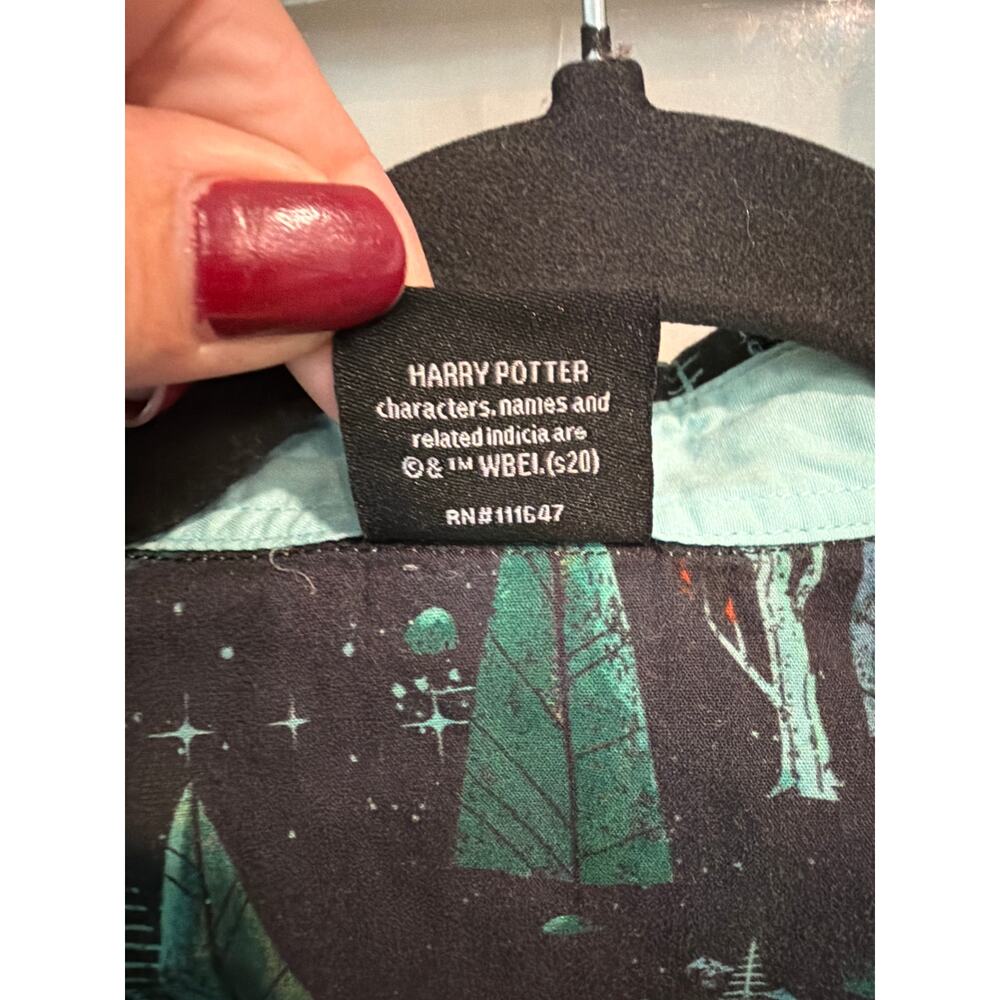 HARRY POTTER
characters, names and
related indicia are
©&™ WBEI.(s20)
RN#111647